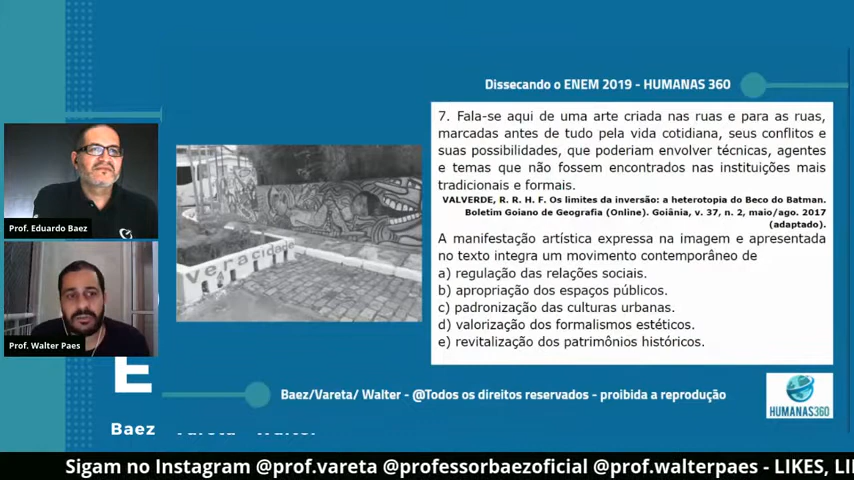 Dissecando o ENEM 2019 - HUMANAS 360
7. Fala-se aqui de uma arte criada nas ruas e para as ruas,
marcadas antes de tudo pela vida cotidiana, seus conflitos e
suas possibilidades, que poderiam envolver técnicas, agentes
e temas que não fossem encontrados nas instituições mais
tradicionais e formais.
VALVERDE, R. R. H. F. Os limites da inversão: a heterotopia do Beco do Batman.
Boletim Goiano de Geografia (Online). Goiânia, v. 37, n. 2, maio/ago. 2017
(adaptado).
A manifestação artística expressa na imagem e apresentada
no texto integra um movimento contemporâneo de
a) regulação das relações sociais.
b) apropriação dos espaços públicos.
c) padronização das culturas urbanas.
d) valorização dos formalismos estéticos.
e) revitalização dos patrimônios históricos.
veracidade
Prof. Eduardo Baez
Prof. Walter Paes
E
Baez/Vareta/ Walter - @Todos os direitos reservados - proibida a reprodução
HUMANAS360
Baez
Sigam no Instagram @prof.vareta @professorbaezoficial @prof.walterpaes - LIKES, LI